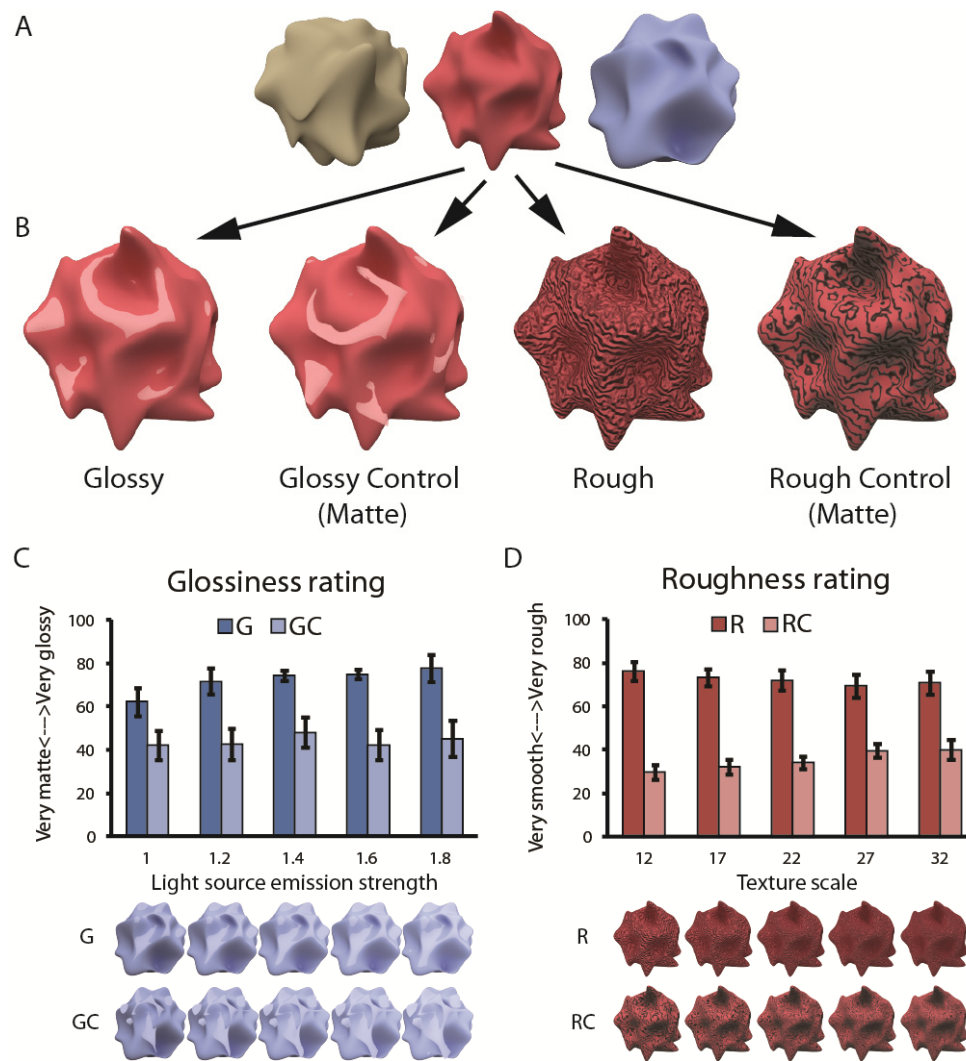 A
B
Glossy
Glossy Control
(Matte)
Rough
Rough Control
(Matte)
C
Glossiness rating
Very matte<--->Very glossy
100
80
60
40
20
0
G
GC
1
1.2
1.4
1.6
1.8
Light source emission strength
G
GC
D
Roughness rating
Very smooth<--->Very rough
100
80
60
40
20
0
R
RC
12
17
22
27
32
Texture scale
R
RC